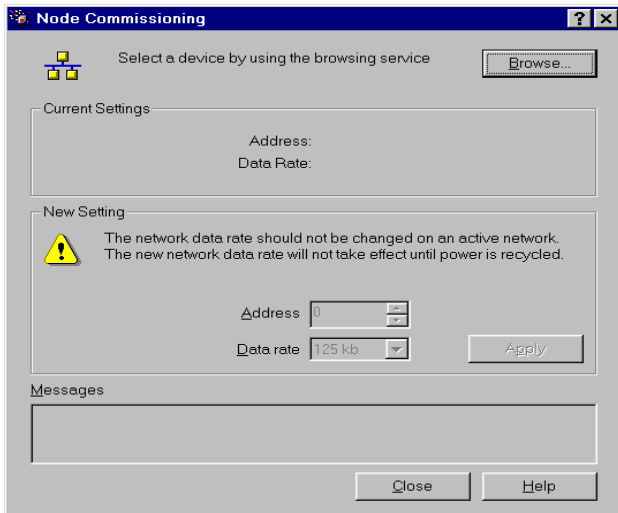 Node Commissioning
Select a device by using the browsing service
Browse...
Current Settings
Address:
Data Rate:
New Setting
The network data rate should not be changed on an active network.
The new network data rate will not take effect until power is recycled.
Address 0
Data rate 125 kb
Apply
Messages
Close
Help